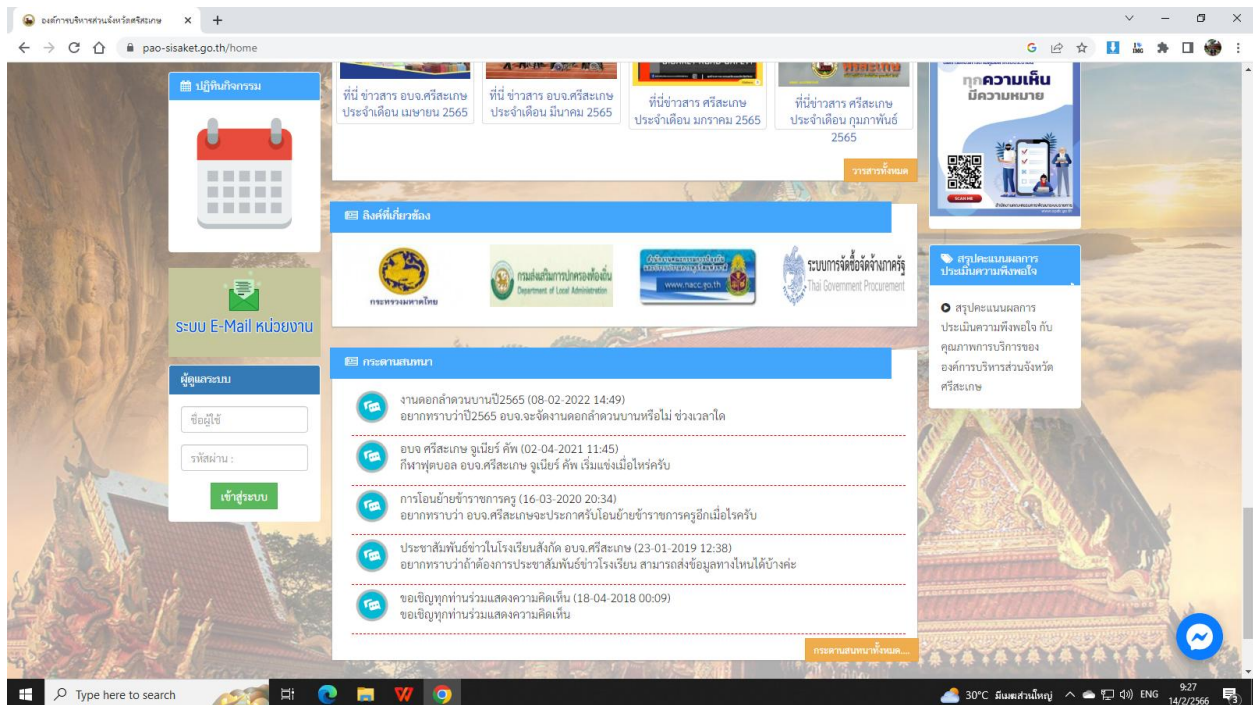 องค์การบริหารส่วนจังหวัดศรีสะเกษ
pao-sisaket.go.th/home
ปฏิทินกิจกรรม
ที่นี่ ข่าวสาร อบจ.ศรีสะเกษ
ประจำเดือน เมษายน 2565
ที่นี่ ข่าวสาร อบจ.ศรีสะเกษ
ประจำเดือน มีนาคม 2565
ที่นี่ข่าวสาร ศรีสะเกษ
ประจำเดือน มกราคม 2565
ที่นี่ข่าวสาร ศรีสะเกษ
ประจำเดือน กุมภาพันธ์
2565
วารสารทั้งหมด
ทุกความเห็น
มีความหมาย
SCAN ME
ลิงค์ที่เกี่ยวข้อง
กระทรวงมหาดไทย
กรมส่งเสริมการปกครองท้องถิ่น
Department of Local Administration
www.nacc.go.th
ระบบการจัดซื้อจัดจ้างภาครัฐ
Thai Government Procurement
สรุปคะแนนผลการ
ประเมินความพึงพอใจ
สรุปคะแนนผลการ
ประเมินความพึงพอใจ กับ
คุณภาพการบริการของ
องค์การบริหารส่วนจังหวัด
ศรีสะเกษ
ระบบ E-Mail หน่วยงาน
ผู้ดูแลระบบ
ชื่อผู้ใช้
รหัสผ่าน :
เข้าสู่ระบบ
กระดานสนทนา
งานดอกลำดวนบานปี2565 (08-02-2022 14:49)
อยากทราบว่าปี2565 อบจ.จะจัดงานดอกลำดวนบานหรือไม่ ช่วงเวลาใด
อบจ ศรีสะเกษ จูเนียร์ คัพ (02-04-2021 11:45)
กีฬาฟุตบอล อบจ.ศรีสะเกษ จูเนียร์ คัพ เริ่มแข่งเมื่อไหร่ครับ
การโอนย้ายข้าราชการครู (16-03-2020 20:34)
อยากทราบว่า อบจ.ศรีสะเกษจะประกาศรับโอนย้ายข้าราชการครูอีกเมื่อไรครับ
ประชาสัมพันธ์ข่าวในโรงเรียนสังกัด อบจ.ศรีสะเกษ (23-01-2019 12:38)
อยากทราบว่าถ้าต้องการประชาสัมพันธ์ข่าวโรงเรียน สามารถส่งข้อมูลทางไหนได้บ้างค่ะ
ขอเชิญทุกท่านร่วมแสดงความคิดเห็น (18-04-2018 00:09)
ขอเชิญทุกท่านร่วมแสดงความคิดเห็น
กระดานสนทนาทั้งหมด....
Type here to search
30°C มีเมฆส่วนใหญ่
ENG
9:27
14/2/2566